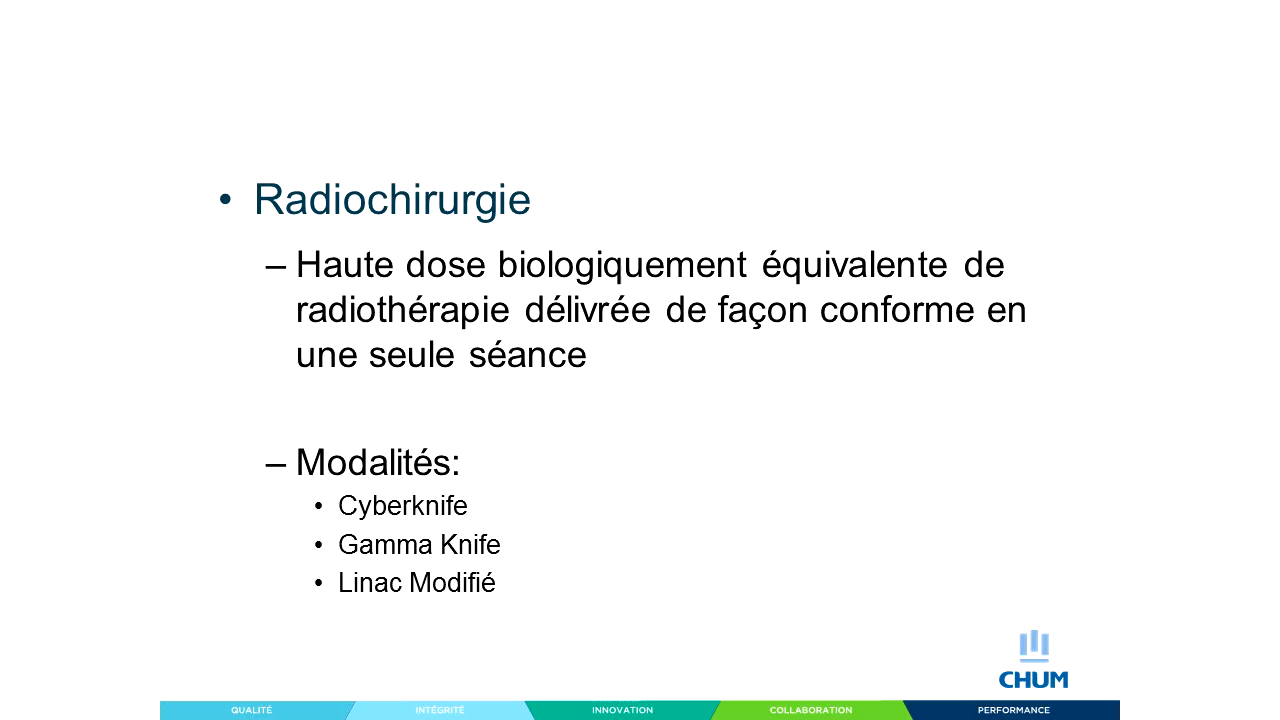 • Radiochirurgie
– Haute dose biologiquement équivalente de
radiothérapie délivrée de façon conforme en
une seule séance
– Modalités:
• Cyberknife
• Gamma Knife
• Linac Modifié
CHUM
QUALITÉ INTÉGRITÉ INNOVATION COLLABORATION PERFORMANCE